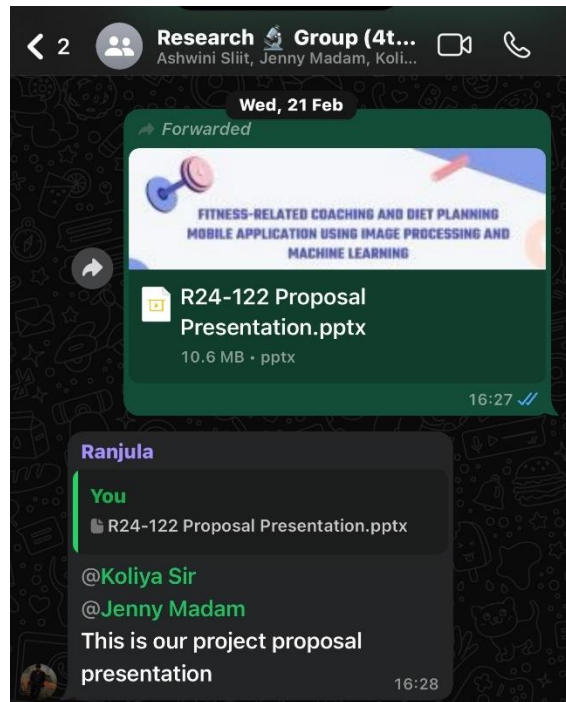 2
Research 🔬 Group (4t...
Ashwini Sliit, Jenny Madam, Koli...
Wed, 21 Feb
Forwarded
FITNESS-RELATED COACHING AND DIET PLANNING
MOBILE APPLICATION USING IMAGE PROCESSING AND
MACHINE LEARNING
R24-122 Proposal
Presentation.pptx
10.6 MB • pptx
16:27
Ranjula
You
R24-122 Proposal Presentation.pptx
@Koliya Sir
@Jenny Madam
This is our project proposal
presentation
16:28